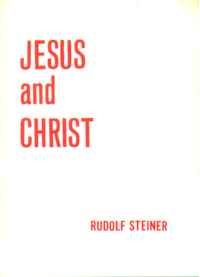 JESUS
and
CHRIST
RUDOLF STEINER